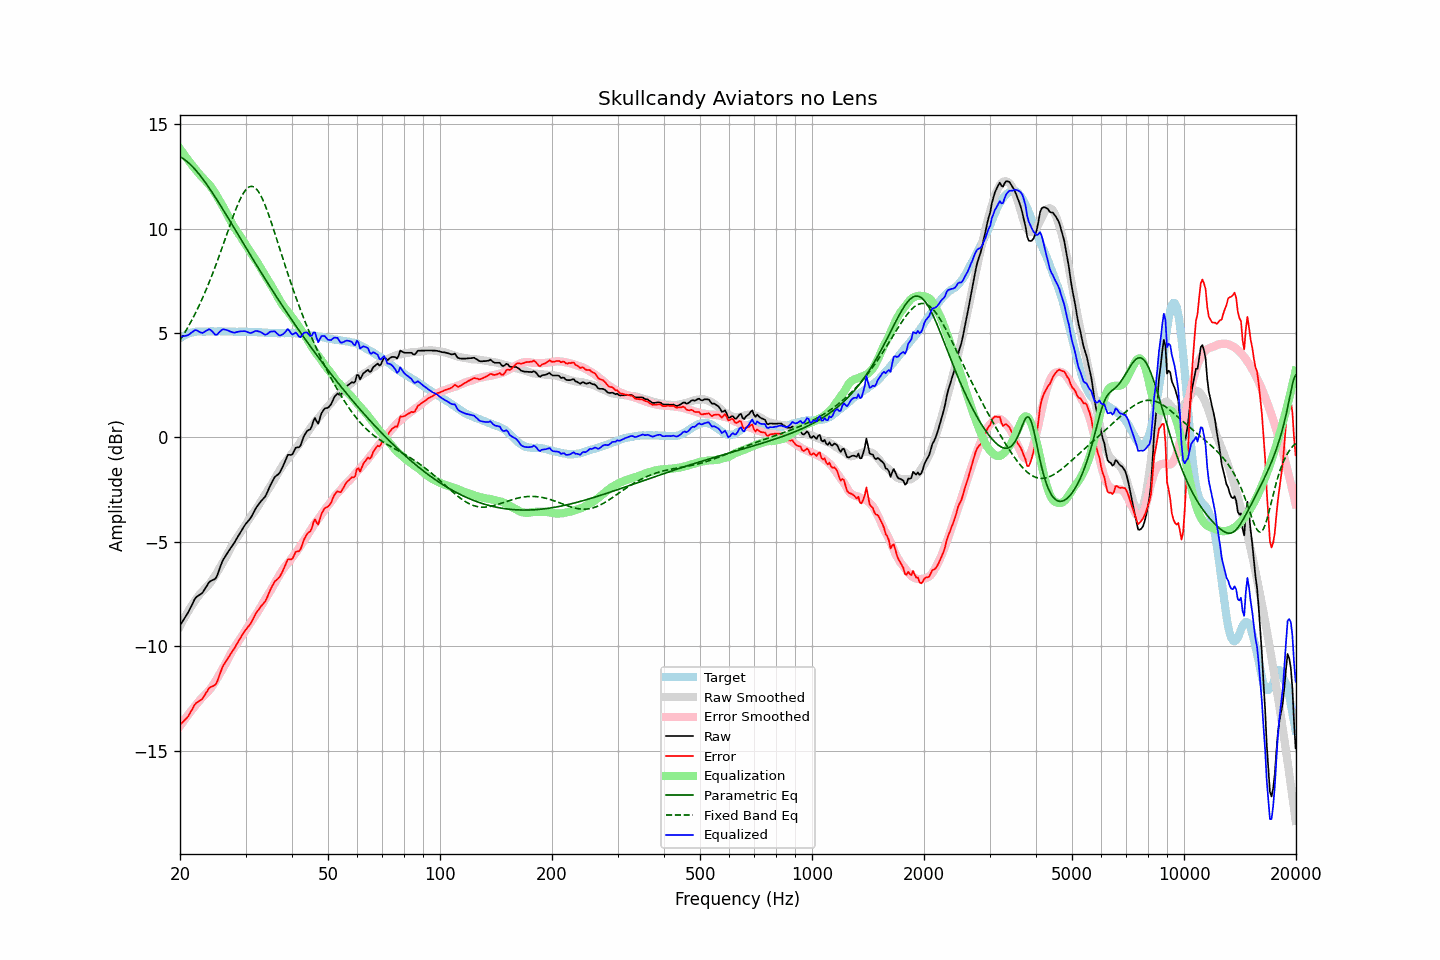 Skullcandy Aviators no Lens
Amplitude (dBr)
15
10
5
0
−5
−10
−15
Target
Raw Smoothed
Error Smoothed
Raw
Error
Equalization
Parametric Eq
Fixed Band Eq
Equalized
20 50 100 200 500 1000 2000 5000 10000 20000
Frequency (Hz)